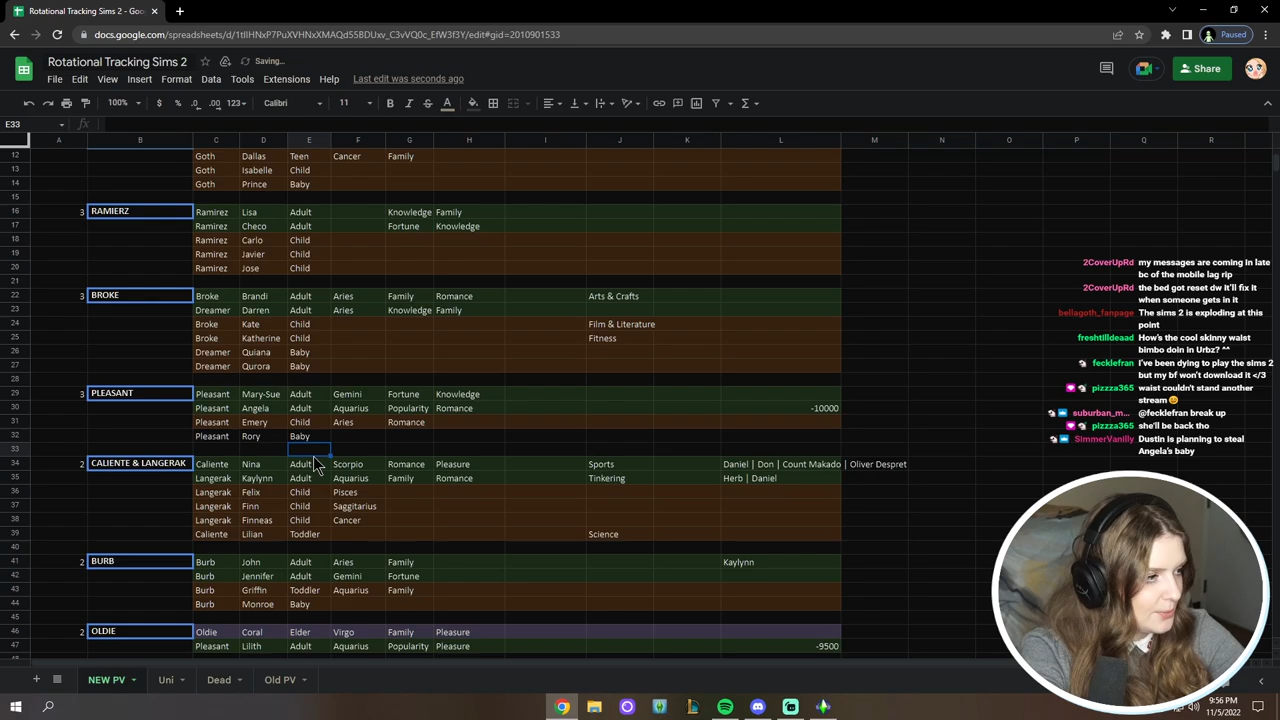 Rotational Tracking Sims 2 - Goo
docs.google.com/spreadsheets/d/1tIlHNxP7PuXVHNxXMAQd55BDUxv_C3vVQ0c_EfW3f3Y/edit#gid=2010901533
Paused
Rotational Tracking Sims 2
Saving...
File Edit View Insert Format Data Tools Extensions Help Last edit was seconds ago
Share
100% $ % .0 .00 123 Calibri 11
E33 fx
A B C D E F G H I J K L M N O P Q R
12 Goth Dallas Teen Cancer Family
13 Goth Isabelle Child
14 Goth Prince Baby
15
16 3 RAMIERZ Ramirez Lisa Adult Knowledge Family
17 Ramirez Checo Adult Fortune Knowledge
18 Ramirez Carlo Child
19 Ramirez Javier Child
20 Ramirez Jose Child
21
22 3 BROKE Broke Brandi Adult Aries Family Romance Arts & Crafts
23 Dreamer Darren Adult Aries Knowledge Family
24 Broke Kate Child Film & Literature
25 Broke Katherine Child Fitness
26 Dreamer Quiana Baby
27 Dreamer Qurora Baby
28
29 3 PLEASANT Pleasant Mary-Sue Adult Gemini Fortune Knowledge
30 Pleasant Angela Adult Aquarius Popularity Romance -10000
31 Pleasant Emery Child Aries Romance
32 Pleasant Rory Baby
33
34 2 CALIENTE & LANGERAK Caliente Nina Adult Scorpio Romance Pleasure Sports Daniel | Don | Count Makado | Oliver Despret
35 Langerak Kaylynn Adult Aquarius Family Romance Tinkering Herb | Daniel
36 Langerak Felix Child Pisces
37 Langerak Finn Child Saggitarius
38 Langerak Finneas Child Cancer
39 Caliente Lilian Toddler Science
40
41 2 BURB Burb John Adult Aries Family Kaylynn
42 Burb Jennifer Adult Gemini Fortune
43 Burb Griffin Toddler Aquarius Family
44 Burb Monroe Baby
45
46 2 OLDIE Oldie Coral Elder Virgo Family Pleasure
47 Pleasant Lilith Adult Aquarius Popularity Pleasure -9500
2CoverUpRd my messages are coming in late
bc of the mobile lag rip
2CoverUpRd the bed got reset dw it'll fix it
when someone gets in it
bellagoth_fanpage The sims 2 is exploding at this
point
freshtilldeaad How's the cool skinny waist
bimbo doin in Urbz? ^^
fecklefran I've been dying to play the sims 2
but my bf won't download it </3
pizzza365 waist couldn't stand another
stream
suburban_m... @fecklefran break up
pizzza365 she'll be back tho
SimmerVanilly Dustin is planning to steal
Angela's baby
NEW PV Uni Dead Old PV
9:56 PM
11/5/2022